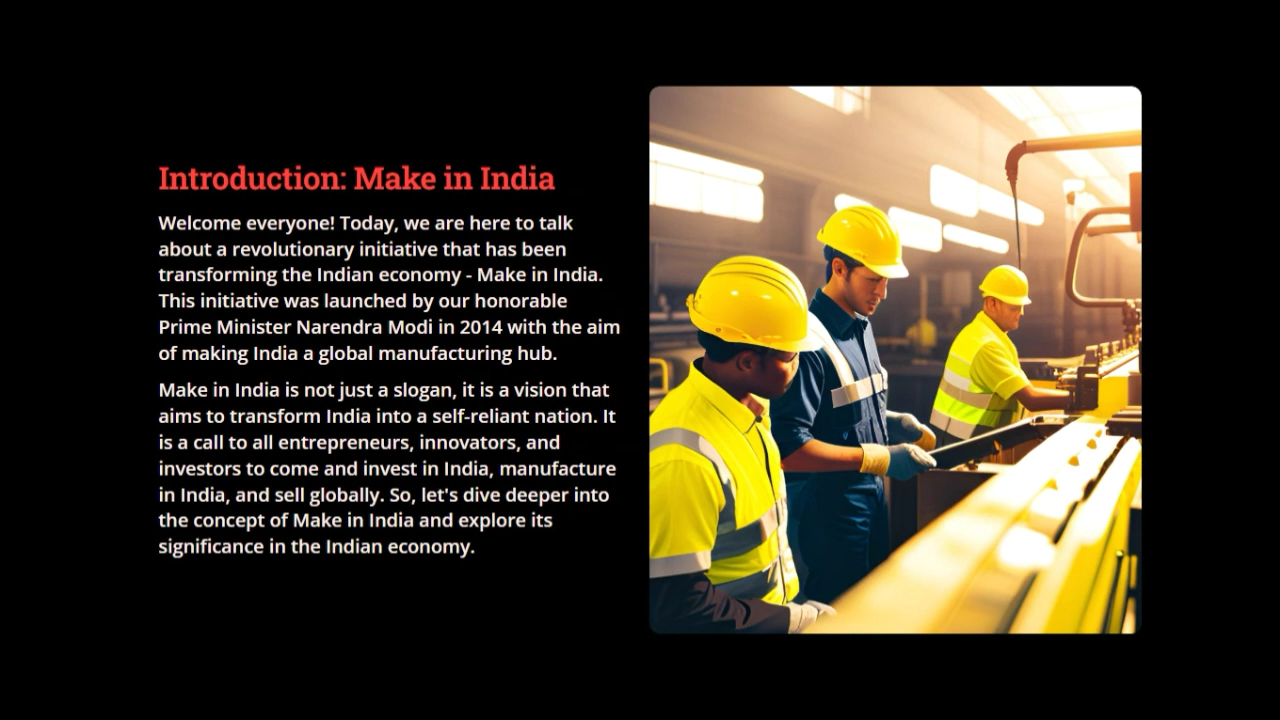 Introduction: Make in India
Welcome everyone! Today, we are here to talk
about a revolutionary initiative that has been
transforming the Indian economy - Make in India.
This initiative was launched by our honorable
Prime Minister Narendra Modi in 2014 with the aim
of making India a global manufacturing hub.
Make in India is not just a slogan, it is a vision that
aims to transform India into a self-reliant nation. It
is a call to all entrepreneurs, innovators, and
investors to come and invest in India, manufacture
in India, and sell globally. So, let's dive deeper into
the concept of Make in India and explore its
significance in the Indian economy.